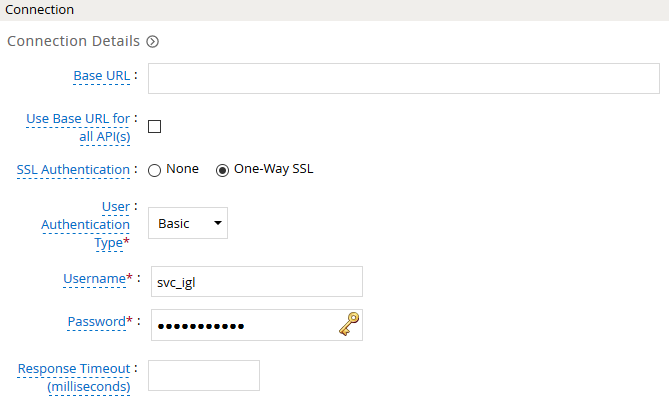 Connection
Connection Details
Base URL :
Use Base URL for
all API(s) :
SSL Authentication : None One-Way SSL
User
Authentication
Type* :
Basic
Username* : svc_igl
Password* : •••••••••••
Response Timeout
(milliseconds) :